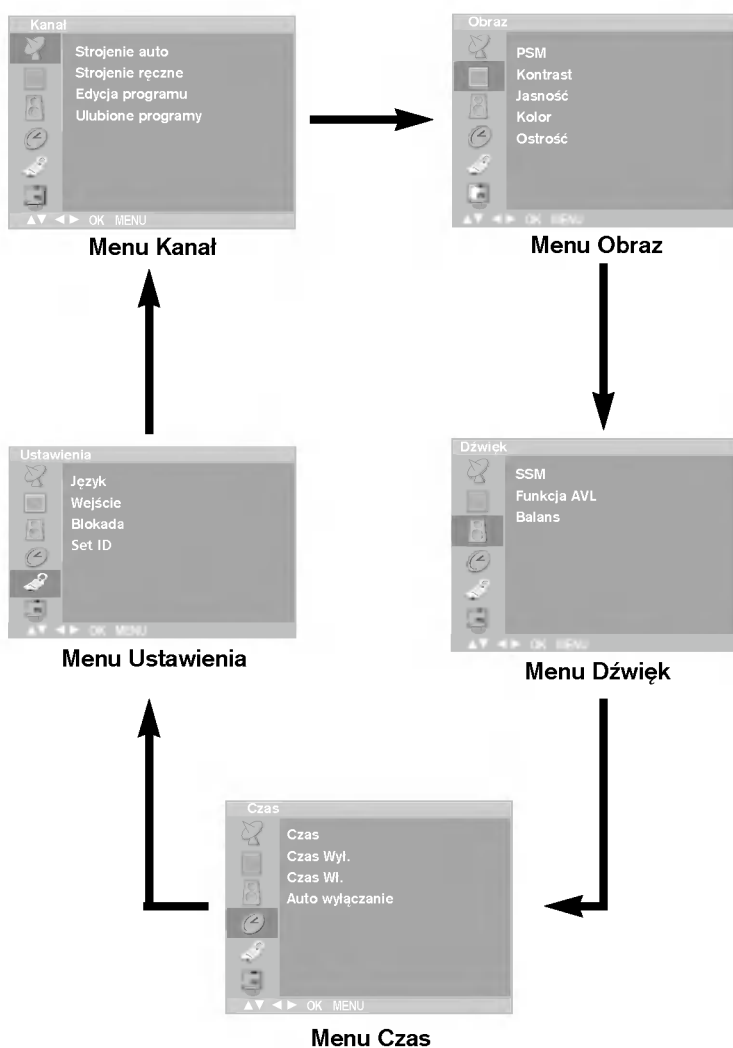 Kanał
Strojenie auto
Strojenie ręczne
Edycja programu
Ulubione programy
▲▼ ◄► OK MENU
Menu Kanał
Obraz
PSM
Kontrast
Jasność
Kolor
Ostrość
▲▼ ◄► OK MENU
Menu Obraz
Dźwięk
SSM
Funkcja AVL
Balans
▲▼ ◄► OK MENU
Menu Dźwięk
Czas
Czas
Czas Wył.
Czas Wł.
Auto wyłączanie
▲▼ ◄► OK MENU
Menu Czas
Ustawienia
Język
Wejście
Blokada
Set ID
▲▼ ◄► OK MENU
Menu Ustawienia